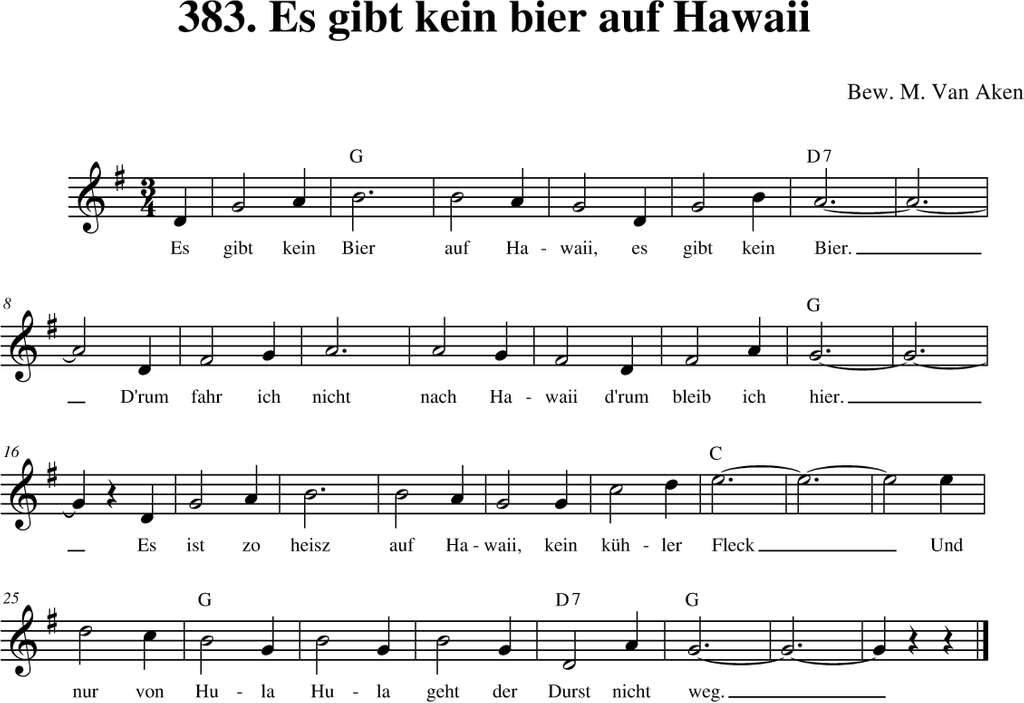 383. Es gibt kein bier auf Hawaii
Bew. M. Van Aken
G D7
3
4
Es gibt kein Bier auf Ha - waii, es gibt kein Bier.
8 G
D'rum fahr ich nicht nach Ha - waii d'rum bleib ich hier.
16 C
Es ist zo heisz auf Ha - waii, kein küh - ler Fleck Und
25 G D7 G
nur von Hu - la Hu - la geht der Durst nicht weg.